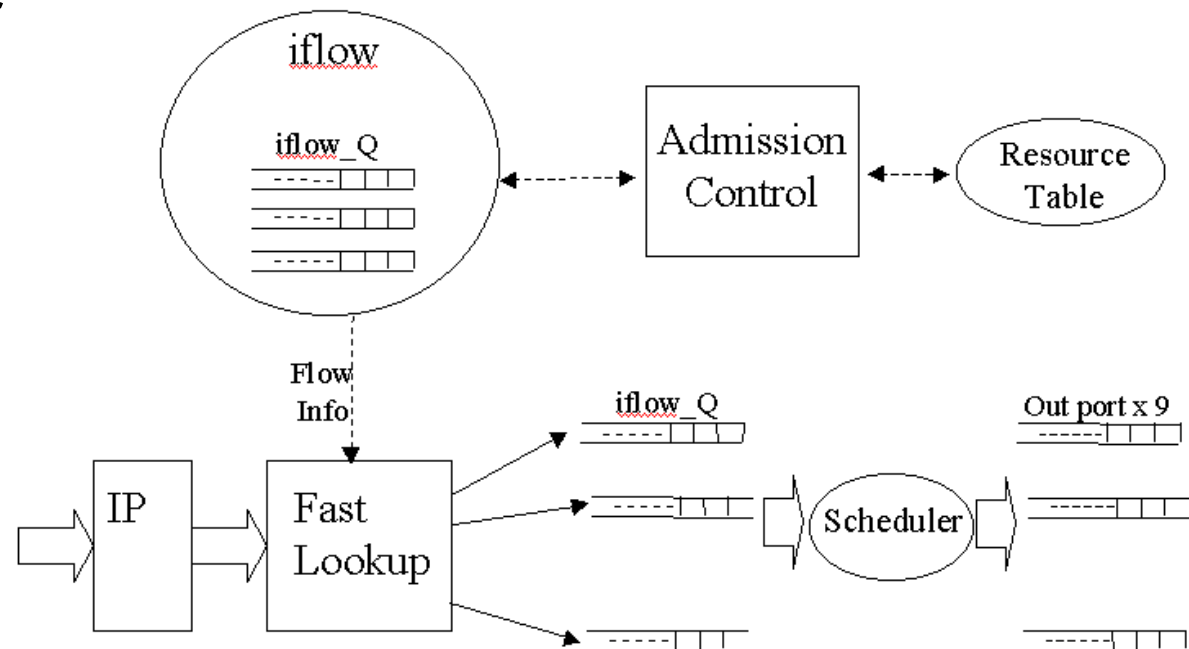 iflow
iflow_Q
Admission
Control
Resource
Table
Flow
Info
iflow_Q
Out port x 9
IP
Fast
Lookup
Scheduler